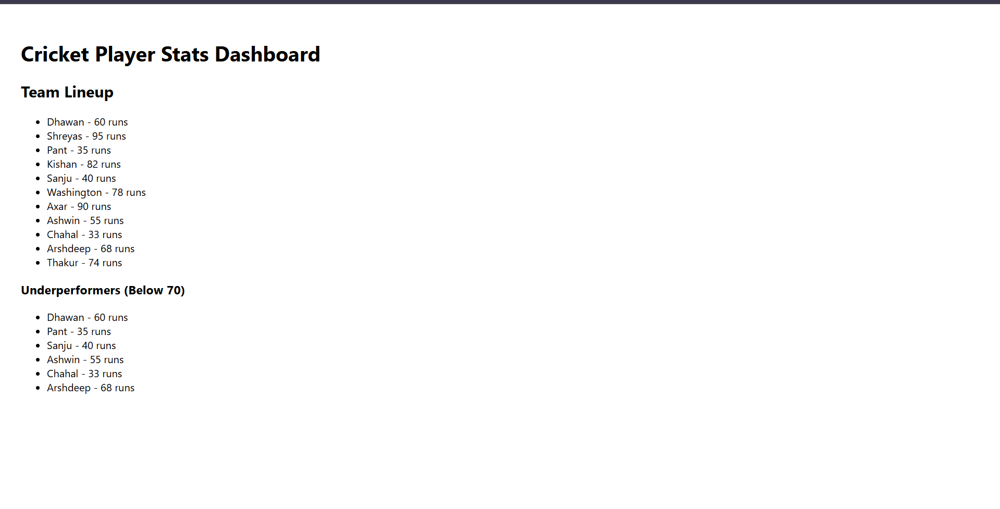 Cricket Player Stats Dashboard
Team Lineup
• Dhawan - 60 runs
• Shreyas - 95 runs
• Pant - 35 runs
• Kishan - 82 runs
• Sanju - 40 runs
• Washington - 78 runs
• Axar - 90 runs
• Ashwin - 55 runs
• Chahal - 33 runs
• Arshdeep - 68 runs
• Thakur - 74 runs
Underperformers (Below 70)
• Dhawan - 60 runs
• Pant - 35 runs
• Sanju - 40 runs
• Ashwin - 55 runs
• Chahal - 33 runs
• Arshdeep - 68 runs